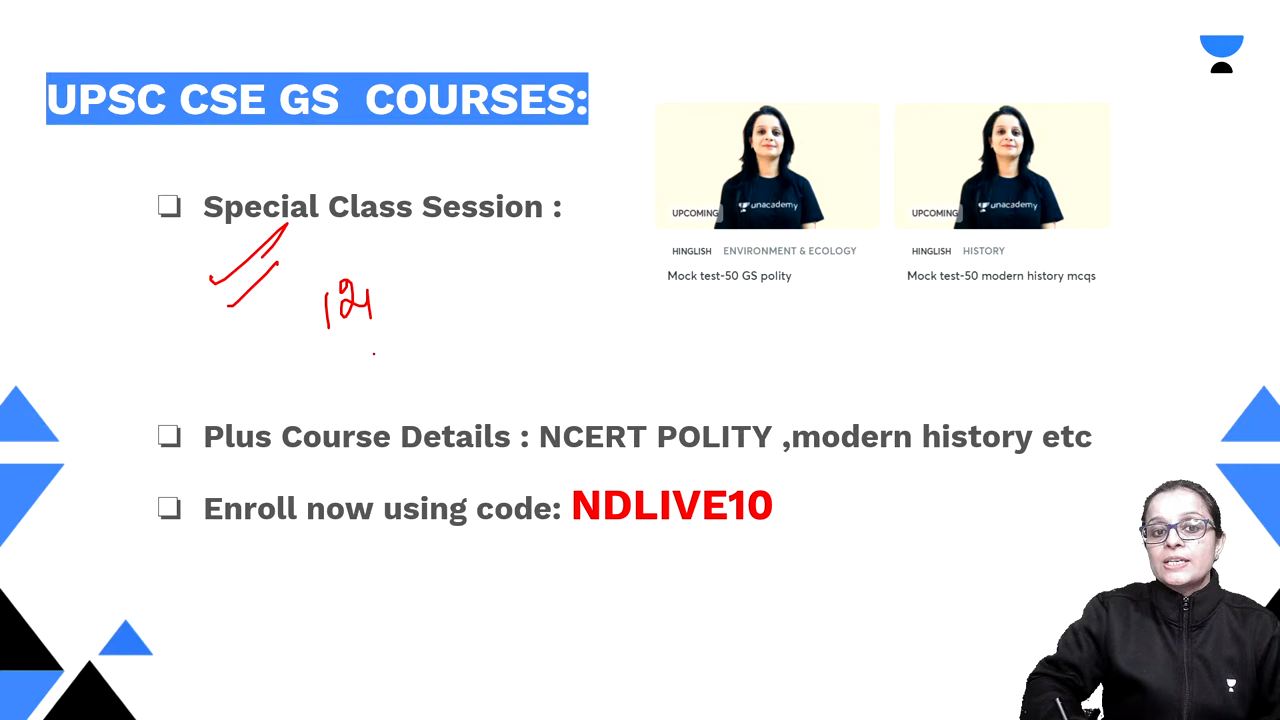 UPSC CSE GS COURSES:
Special Class Session :
UPCOMING
unacademy
HINGLISH ENVIRONMENT & ECOLOGY
Mock test-50 GS polity
UPCOMING
unacademy
HINGLISH HISTORY
Mock test-50 modern history mcqs
Plus Course Details : NCERT POLITY ,modern history etc
Enroll now using code: NDLIVE10